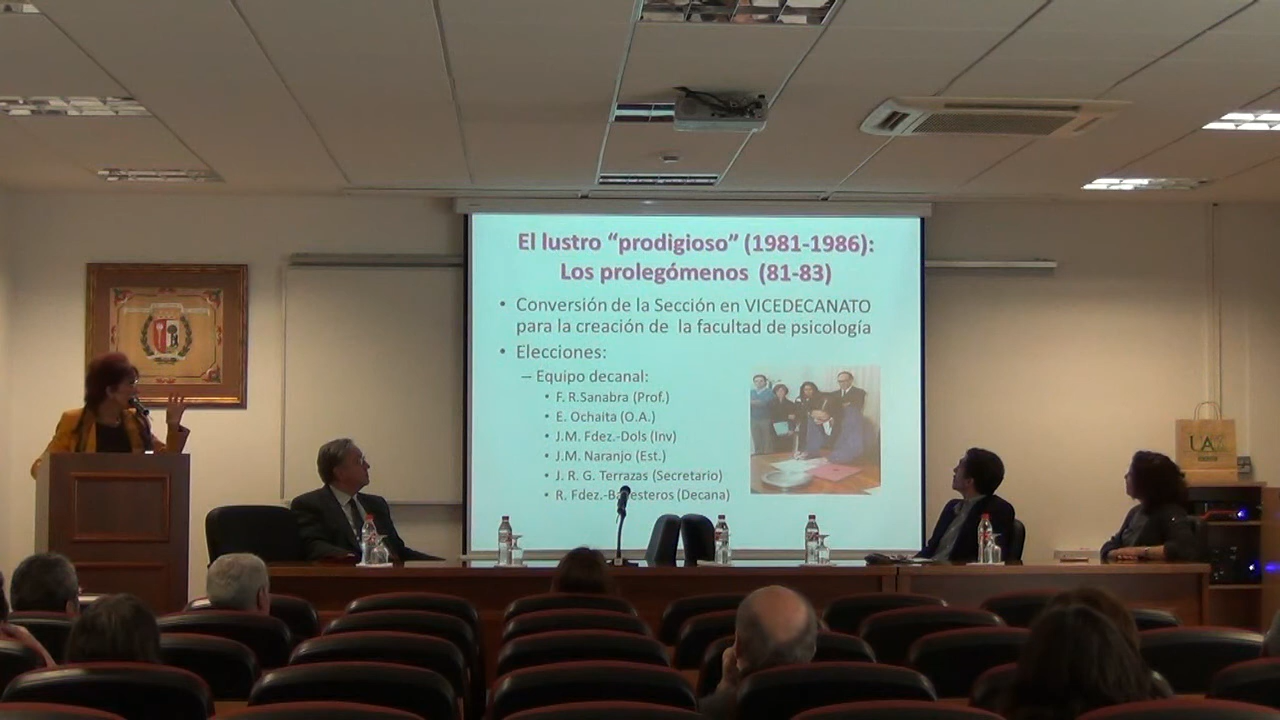 El lustro “prodigioso” (1981-1986):
Los prolegómenos (81-83)
• Conversión de la Sección en VICEDECANATO
para la creación de la facultad de psicología
• Elecciones:
– Equipo decanal:
• F. R.Sanabra (Prof.)
• E. Ochaita (O.A.)
• J.M. Fdez.-Dols (Inv)
• J.M. Naranjo (Est.)
• J. R. G. Terrazas (Secretario)
• R. Fdez.-Ballesteros (Decana)